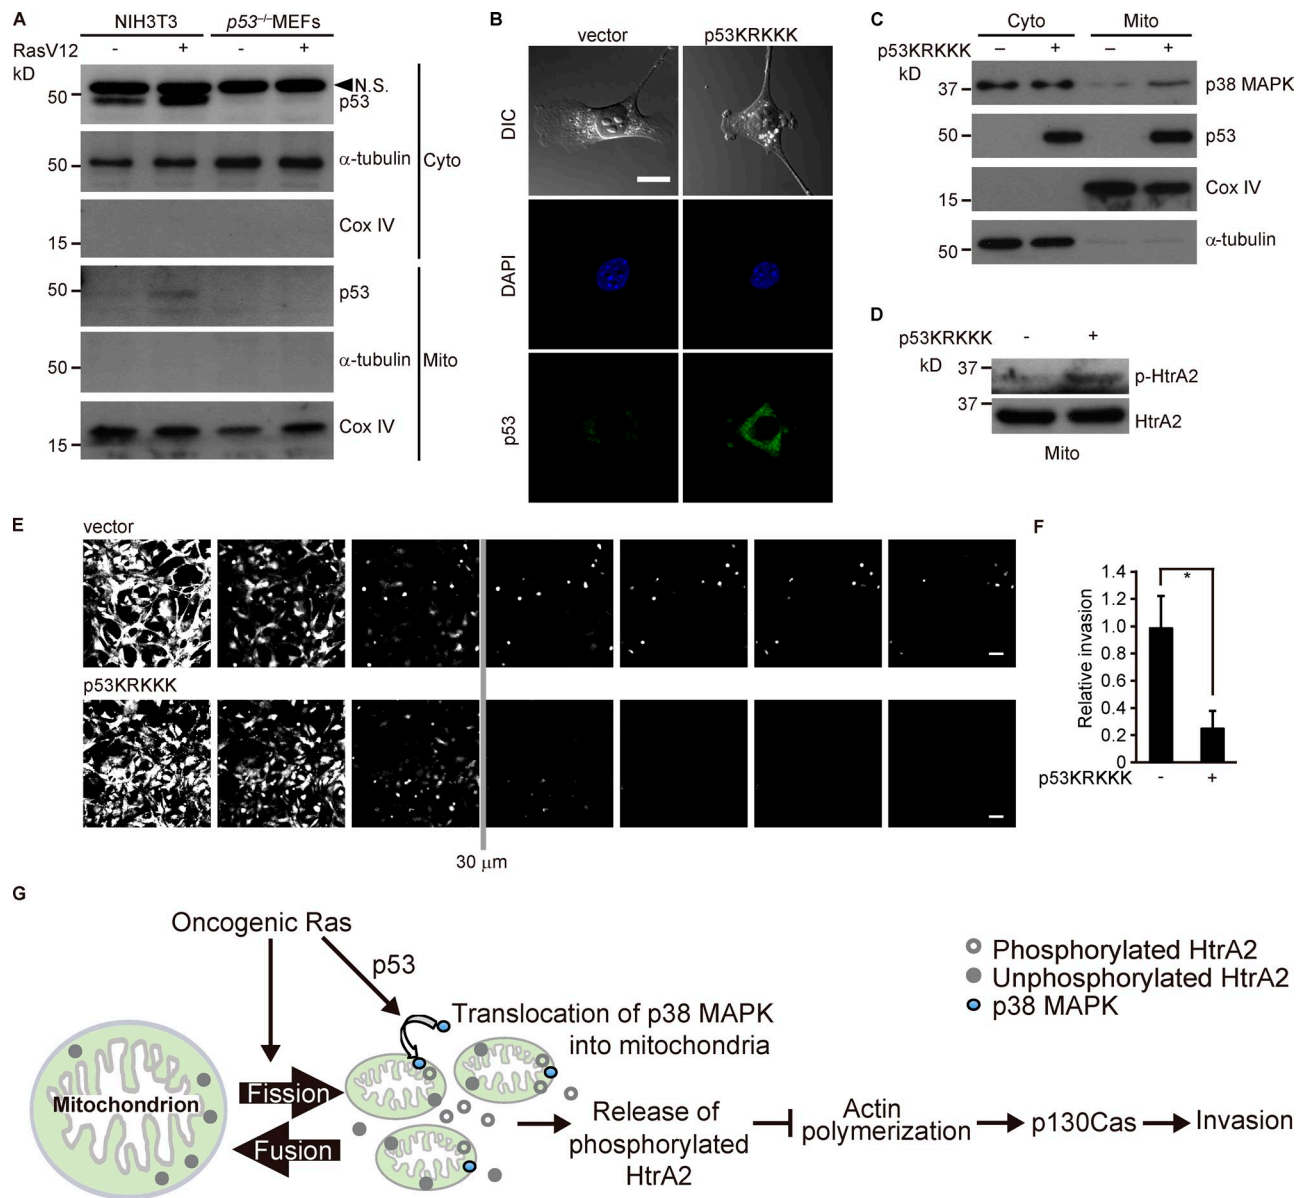 A
NIH3T3 p53–/–MEFs
RasV12 - + - +
kD
50
N.S.
p53
50
α-tubulin
Cyto
15
Cox IV
50
p53
50
α-tubulin
Mito
15
Cox IV
B
vector p53KRKKK
DIC
DAPI
p53
C
Cyto Mito
p53KRKKK – + – +
kD
37
p38 MAPK
50
p53
15
Cox IV
50
α-tubulin
D
p53KRKKK - +
kD
37
p-HtrA2
37
HtrA2
Mito
E
vector
p53KRKKK
30 μm
F
Relative invasion
1.4
1.2
1.0
0.8
0.6
0.4
0.2
0
*
p53KRKKK - +
G
Oncogenic Ras
p53
Translocation of p38 MAPK
into mitochondria
Phosphorylated HtrA2
Unphosphorylated HtrA2
p38 MAPK
Mitochondrion
Fission
Fusion
Release of
phosphorylated
HtrA2
Actin
polymerization
p130Cas
Invasion